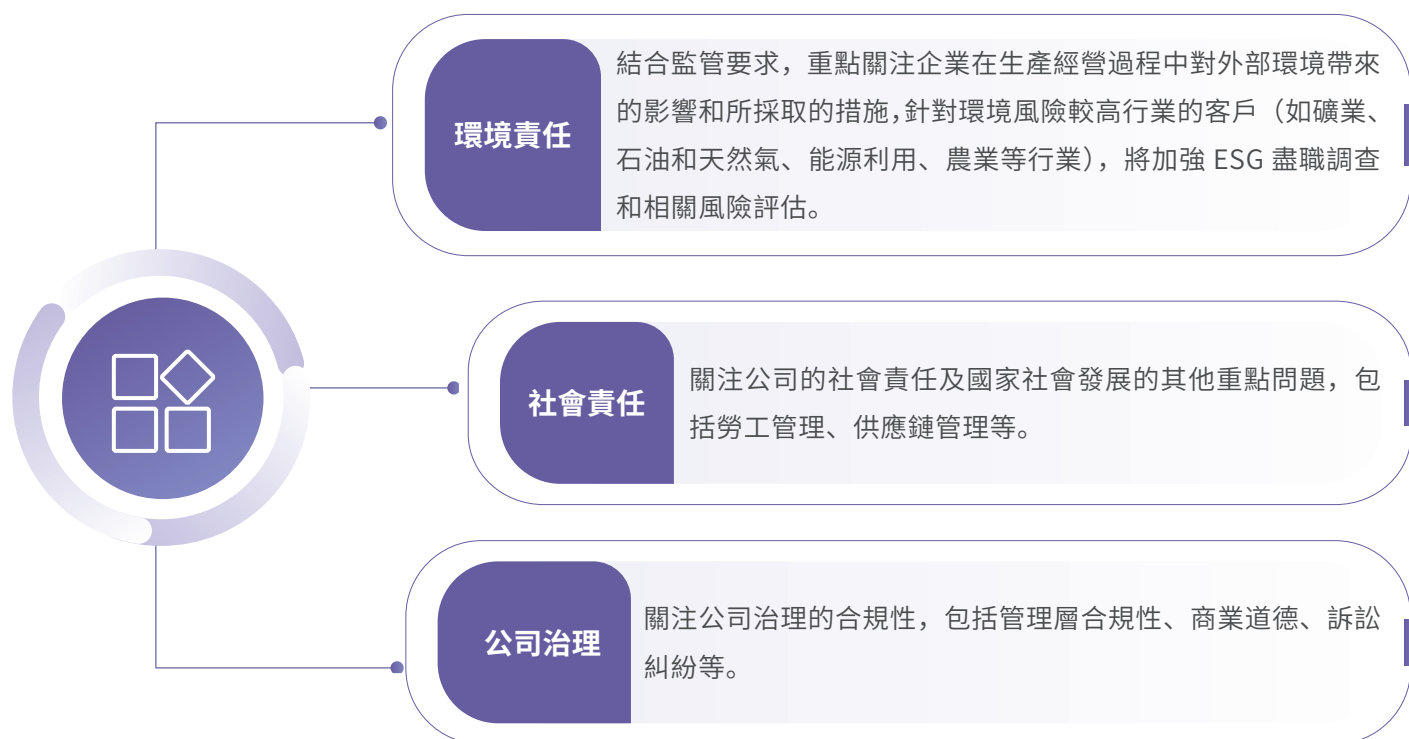 環境責任
結合監管要求，重點關注企業在生產經營過程中對外部環境帶來
的影響和所採取的措施，針對環境風險較高行業的客戶（如礦業、
石油和天然氣、能源利用、農業等行業），將加強 ESG 盡職調查
和相關風險評估。
社會責任
關注公司的社會責任及國家社會發展的其他重點問題，包
括勞工管理、供應鏈管理等。
公司治理
關注公司治理的合規性，包括管理層合規性、商業道德、訴訟
糾紛等。